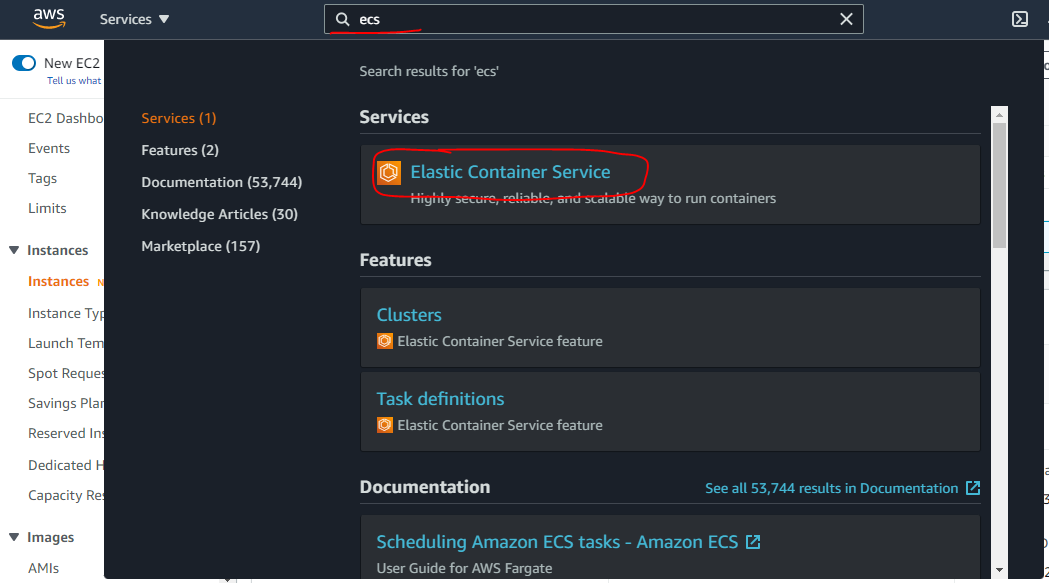 aws
Services ▼
ecs
New EC2
Tell us what
EC2 Dashbo
Events
Tags
Limits
Instances
Instances N
Instance Typ
Launch Tem
Spot Reques
Savings Plan
Reserved Ins
Dedicated H
Capacity Res
Images
AMIs
Search results for 'ecs'
Services (1)
Features (2)
Documentation (53,744)
Knowledge Articles (30)
Marketplace (157)
Services
Elastic Container Service
Highly secure, reliable, and scalable way to run containers
Features
Clusters
Elastic Container Service feature
Task definitions
Elastic Container Service feature
Documentation
See all 53,744 results in Documentation
Scheduling Amazon ECS tasks - Amazon ECS
User Guide for AWS Fargate